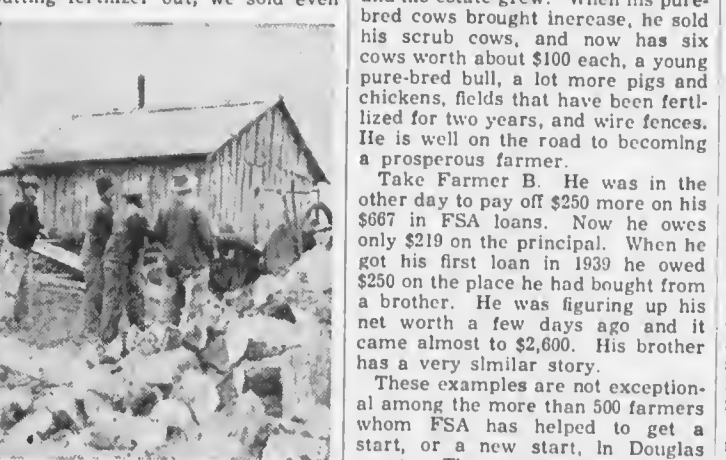 fertilizer out, we sold even
and the estate grew. When his pure-
bred cows brought increase, he sold
his scrub cows, and now has six
cows worth about $100 each, a young
pure-bred bull, a lot more pigs and
chickens, fields that have been ferti-
lized for two years, and wire fences.
He is well on the road to becoming
a prosperous farmer.
Take Farmer B. He was in the
other day to pay off $250 more on his
$667 in FSA loans. Now he owes
only $219 on the principal. When he
got his first loan in 1939 he owed
$250 on the place he had bought from
a brother. He was figuring up his
net worth a few days ago and it
came almost to $2,600. His brother
has a very similar story.
These examples are not exception-
al among the more than 500 farmers
whom FSA has helped to get a
start, or a new start, in Douglas